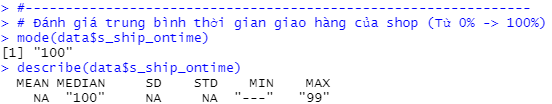 > #----------------------------------------------------------------
> # Đánh giá trung bình thời gian giao hàng của shop (Từ 0% -> 100%)
> mode(data$s_ship_ontime)
[1] "100"
> describe(data$s_ship_ontime)
MEAN MEDIAN SD STD MIN MAX
NA "100" NA NA "---" "99"